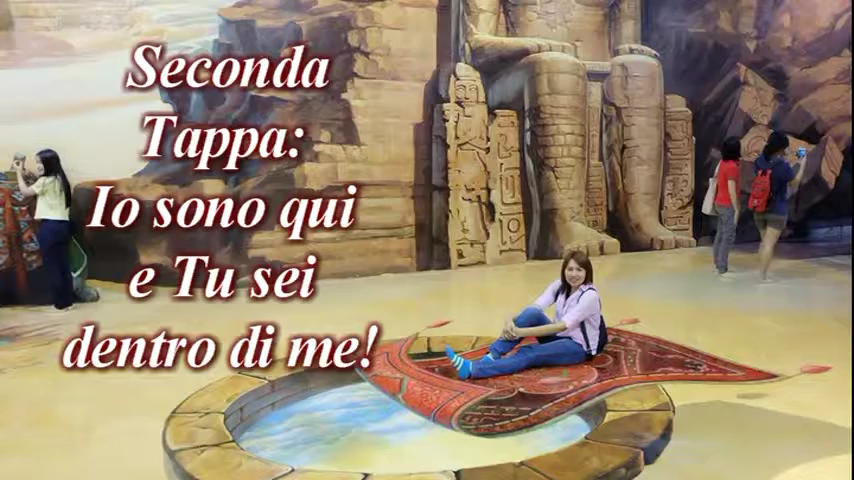 Seconda
Tappa:
Io sono qui
e Tu sei
dentro di me!